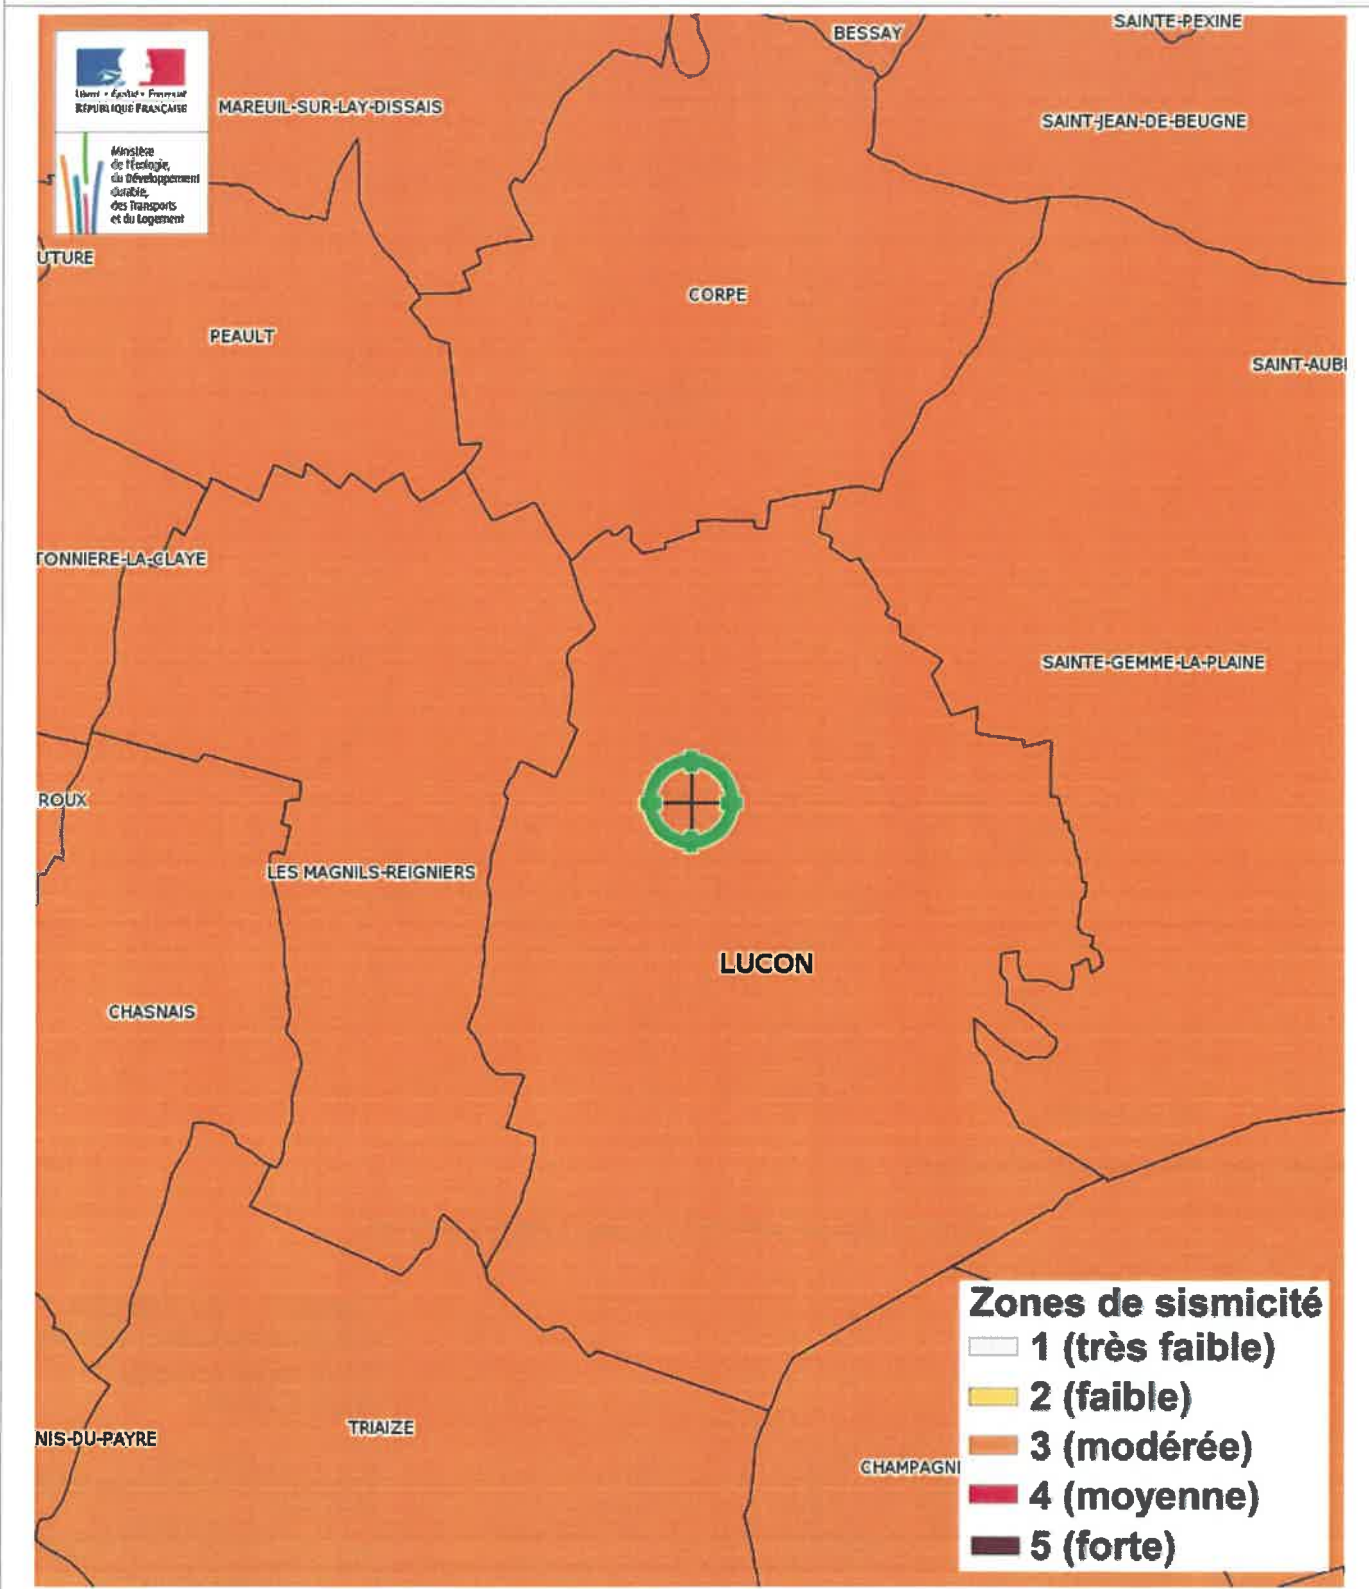 Liberté • Égalité • Fraternité
RÉPUBLIQUE FRANÇAISE
Ministère
de l'Écologie,
du Développement
durable,
des Transports
et du Logement
BESSAY
SAINTE-PEXINE
MAREUIL-SUR-LAY-DISSAIS
SAINT-JEAN-DE-BEUGNE
UTURE
CORPE
PEAULT
SAINT-AUBI
TONNIERE-LA-CLAYE
SAINTE-GEMME-LA-PLAINE
ROUX
LES MAGNILS-REIGNIERS
LUCON
CHASNAIS
TRIAIZE
NIS-DU-PAYRE
CHAMPAGNI
Zones de sismicité
1 (très faible)
2 (faible)
3 (modérée)
4 (moyenne)
5 (forte)